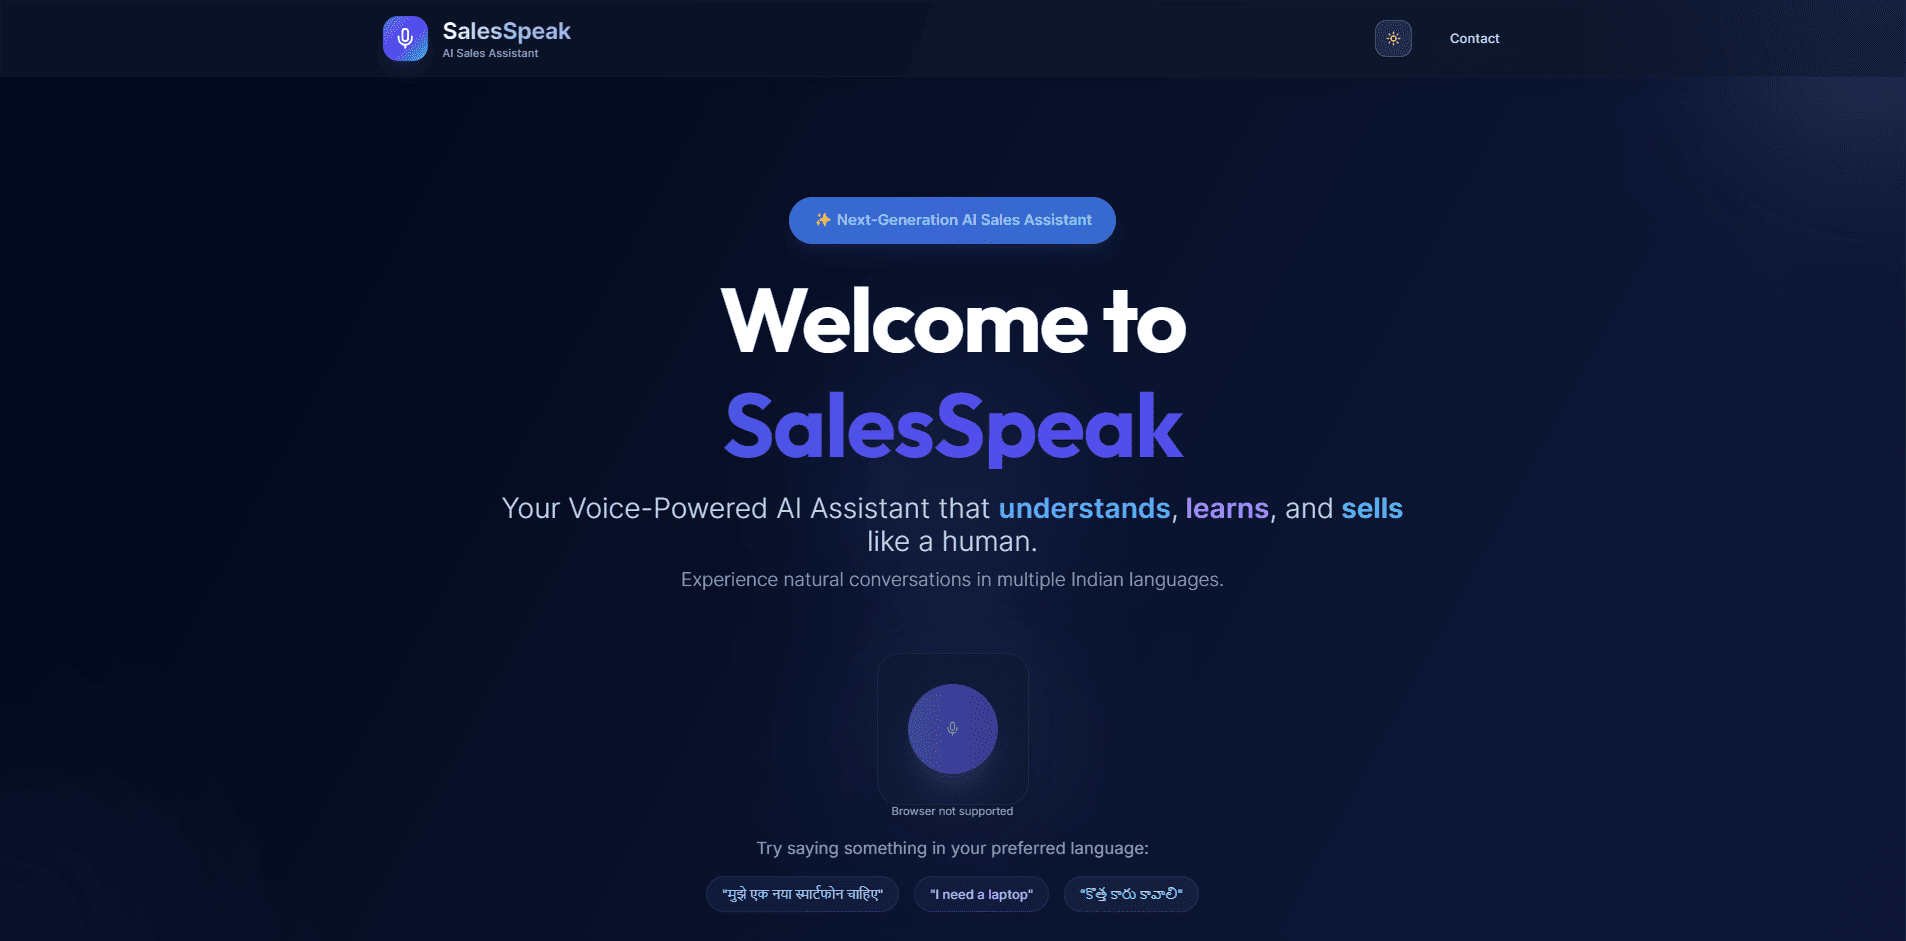 SalesSpeak
AI Sales Assistant
Contact
✨ Next-Generation AI Sales Assistant
Welcome to
SalesSpeak
Your Voice-Powered AI Assistant that understands, learns, and sells
like a human.
Experience natural conversations in multiple Indian languages.
Browser not supported
Try saying something in your preferred language:
"मुझे एक नया स्मार्टफोन चाहिए"
"I need a laptop"
"కొత్త కారు కావాలి"